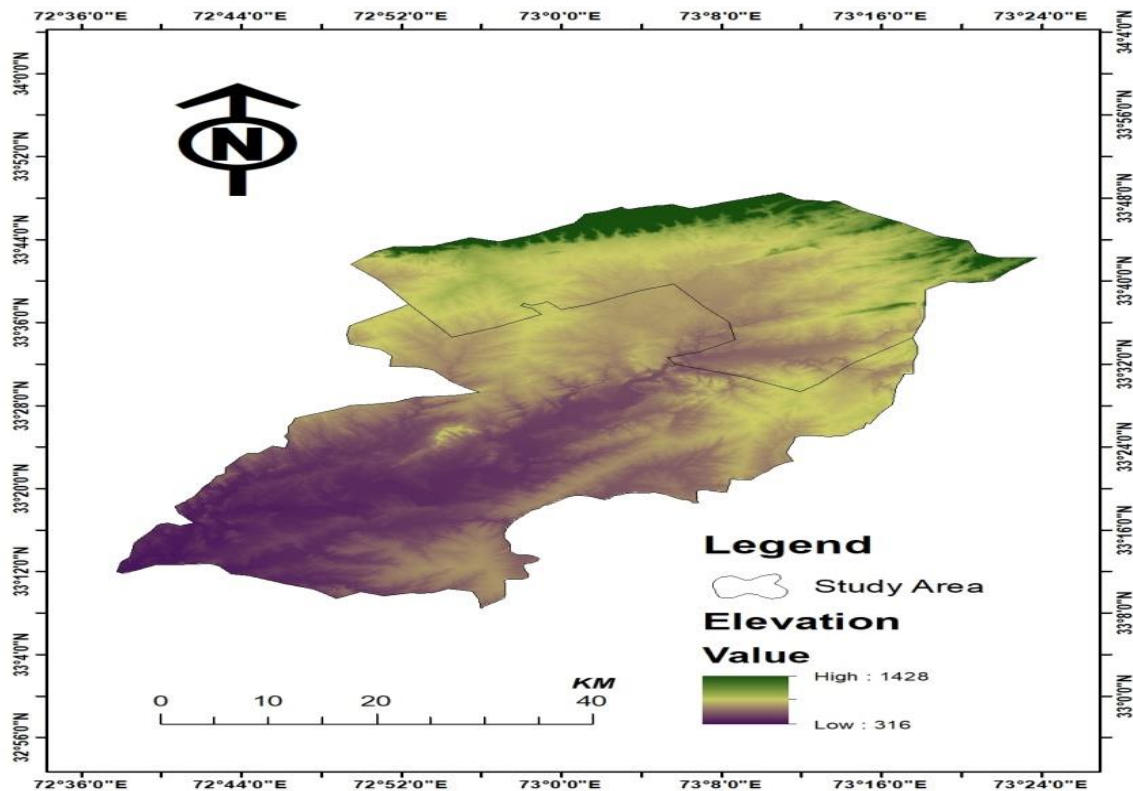 72°36'0"E 72°44'0"E 72°52'0"E 73°0'0"E 73°8'0"E 73°16'0"E 73°24'0"E
34°4'0"N
34°0'0"N
33°56'0"N
N
33°52'0"N
33°48'0"N
33°44'0"N
33°40'0"N
33°36'0"N
33°32'0"N
33°28'0"N
33°24'0"N
33°20'0"N
33°16'0"N
33°12'0"N
33°8'0"N
33°4'0"N
33°0'0"N
32°56'0"N
Legend
Study Area
Elevation
Value
High : 1428
Low : 316
KM
0 10 20 40
72°36'0"E 72°44'0"E 72°52'0"E 73°0'0"E 73°8'0"E 73°16'0"E 73°24'0"E